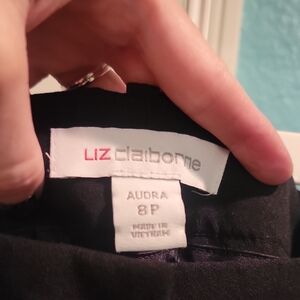 Liz claiborne
AUDRA
8P
MADE IN
VIETNAM